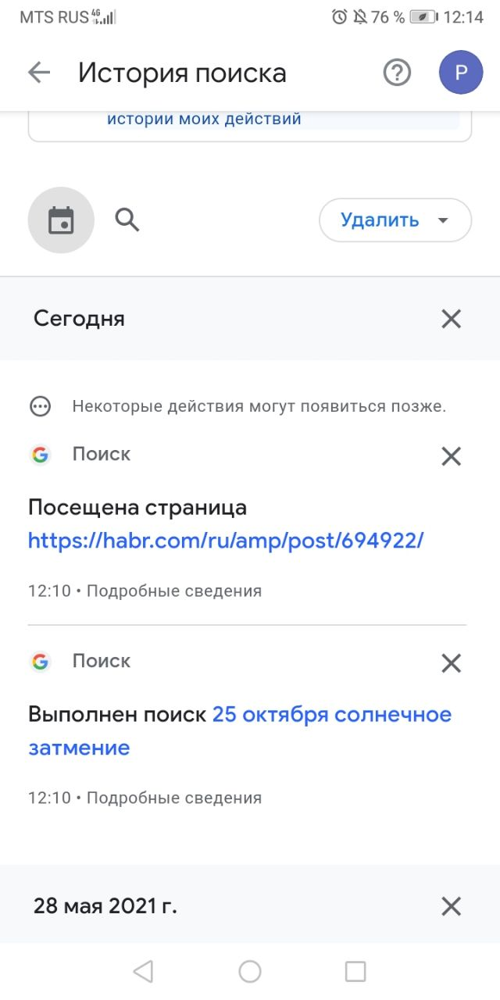 MTS RUS 4G 76 % 12:14
История поиска
P
истории моих действий
Удалить
Сегодня
Некоторые действия могут появиться позже.
Поиск
Посещена страница
https://habr.com/ru/amp/post/694922/
12:10 • Подробные сведения
Поиск
Выполнен поиск 25 октября солнечное
затмение
12:10 • Подробные сведения
28 мая 2021 г.